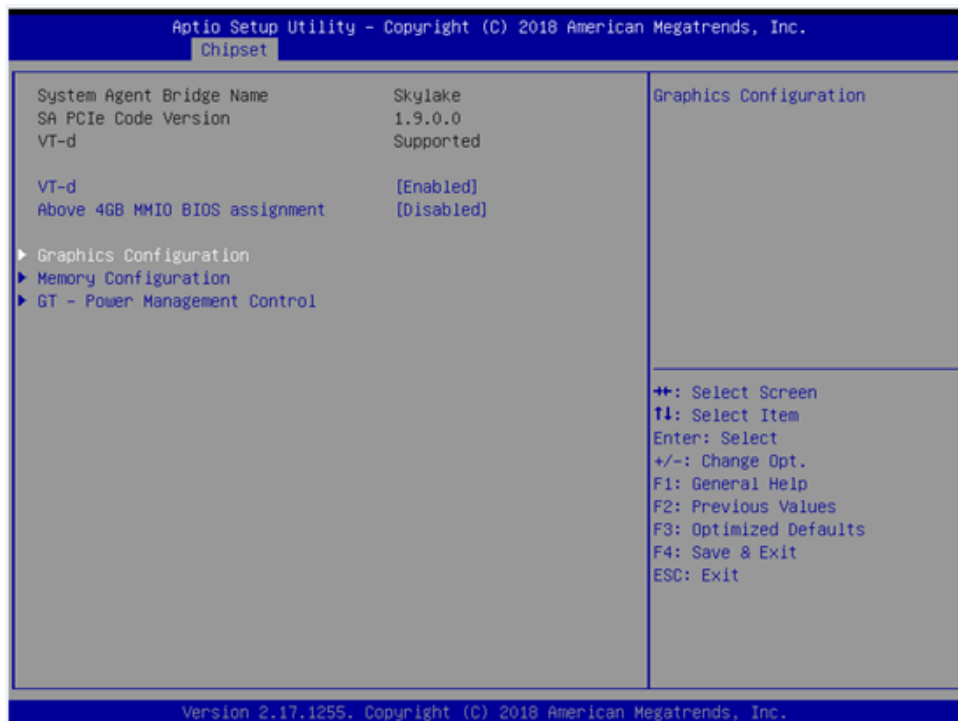 Aptio Setup Utility – Copyright (C) 2018 American Megatrends, Inc.
Chipset
System Agent Bridge Name Skylake
SA PCIe Code Version 1.9.0.0
VT-d Supported
VT-d [Enabled]
Above 4GB MMIO BIOS assignment [Disabled]
▶ Graphics Configuration
▶ Memory Configuration
▶ GT – Power Management Control
Graphics Configuration
→←: Select Screen
↑↓: Select Item
Enter: Select
+/-: Change Opt.
F1: General Help
F2: Previous Values
F3: Optimized Defaults
F4: Save & Exit
ESC: Exit
Version 2.17.1255. Copyright (C) 2018 American Megatrends, Inc.